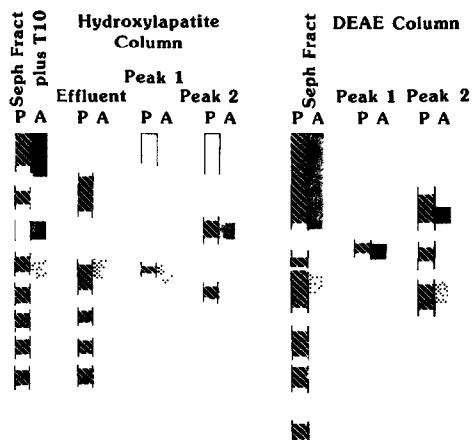 Seph Fract
plus T10
Hydroxylapatite
Column
Peak 1
Effluent
Peak 2
P A
P A
P A
P A
DEAE Column
Seph Fract
Peak 1
Peak 2
P A
P A
P A